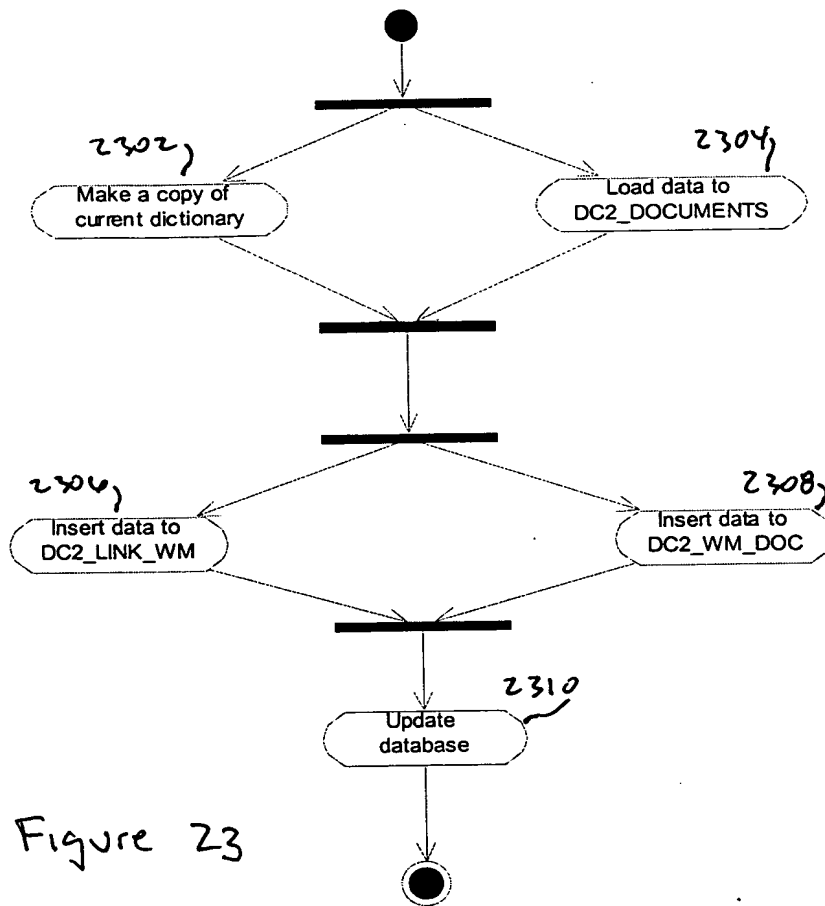 2302
Make a copy of
current dictionary
2304
Load data to
DC2_DOCUMENTS
2306
Insert data to
DC2_LINK_WM
2308
Insert data to
DC2_WM_DOC
2310
Update
database
Figure 23